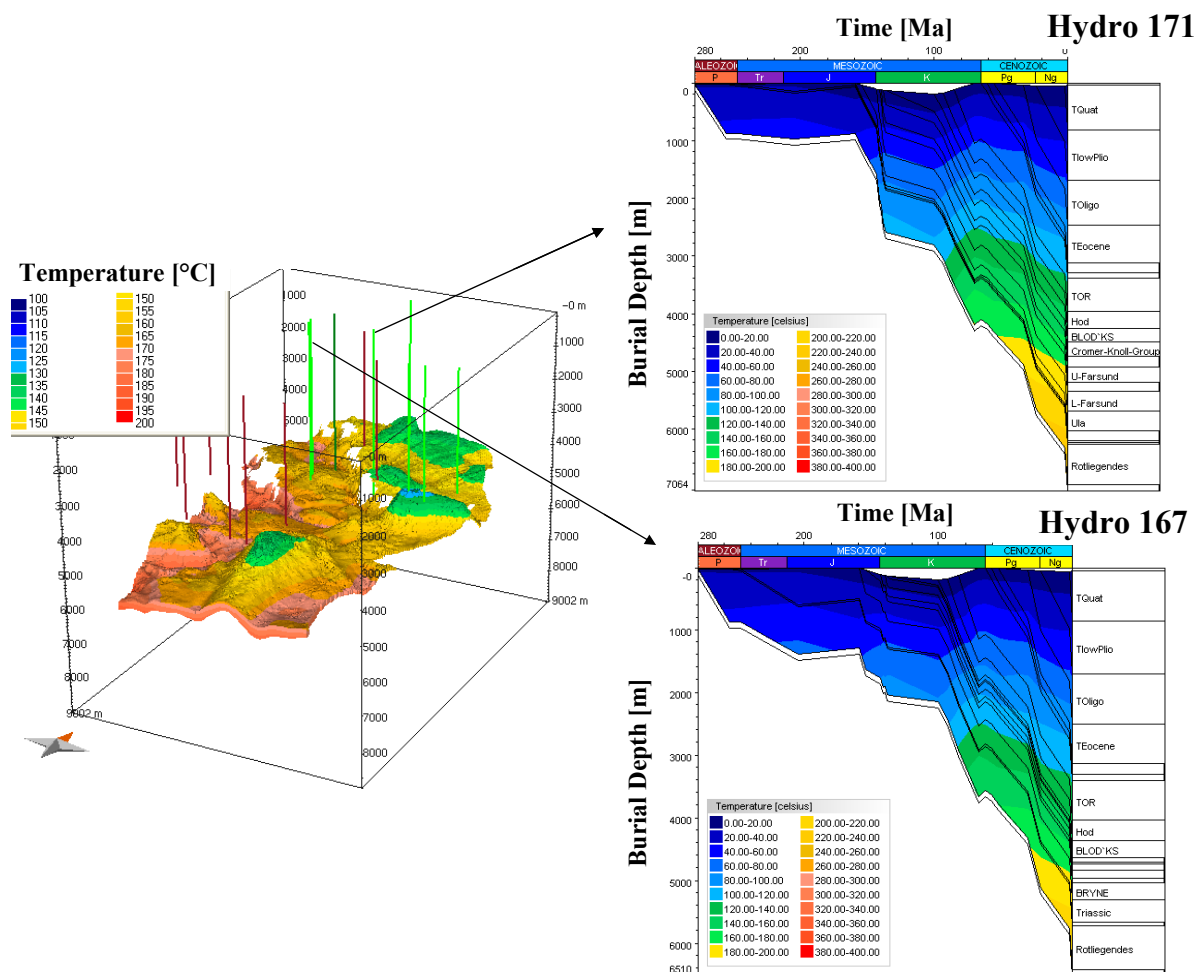 Time [Ma] Hydro 171
280 200 100 0
ALEOZOIC MESOZOIC CENOZOIC
P Tr J K Pg Ng
Burial Depth [m]
0
1000
2000
3000
4000
5000
6000
7064
TQuat
TlowPlio
TOligo
TEocene
TOR
Hod
BLOD`KS
Cromer-Knoll-Group
U-Farsund
L-Farsund
Ula
Rotliegendes
Temperature [celsius]
0.00-20.00 200.00-220.00
20.00-40.00 220.00-240.00
40.00-60.00 240.00-260.00
60.00-80.00 260.00-280.00
80.00-100.00 280.00-300.00
100.00-120.00 300.00-320.00
120.00-140.00 320.00-340.00
140.00-160.00 340.00-360.00
160.00-180.00 360.00-380.00
180.00-200.00 380.00-400.00
Temperature [°C]
100 150
105 155
110 160
115 165
120 170
125 175
130 180
135 185
140 190
145 195
150 200
1000
2000
3000
4000
5000
~0 m
1000
2000
3000
4000
5000
6000
7000
8000
9002 m
2000
3000
4000
5000
6000
7000
8000
9002 m
-0 m
1000
2000
3000
4000
5000
6000
7000
8000
Time [Ma] Hydro 167
280 200 100
ALEOZOI MESOZOIC CENOZOIC
P Tr J K Pg Ng
Burial Depth [m]
-0
1000
2000
3000
4000
5000
6000
6510
TQuat
TlowPlio
TOligo
TEocene
TOR
Hod
BLOD`KS
BRYNE
Triassic
Rotliegendes
Temperature [celsius]
0.00-20.00 200.00-220.00
20.00-40.00 220.00-240.00
40.00-60.00 240.00-260.00
60.00-80.00 260.00-280.00
80.00-100.00 280.00-300.00
100.00-120.00 300.00-320.00
120.00-140.00 320.00-340.00
140.00-160.00 340.00-360.00
160.00-180.00 360.00-380.00
180.00-200.00 380.00-400.00